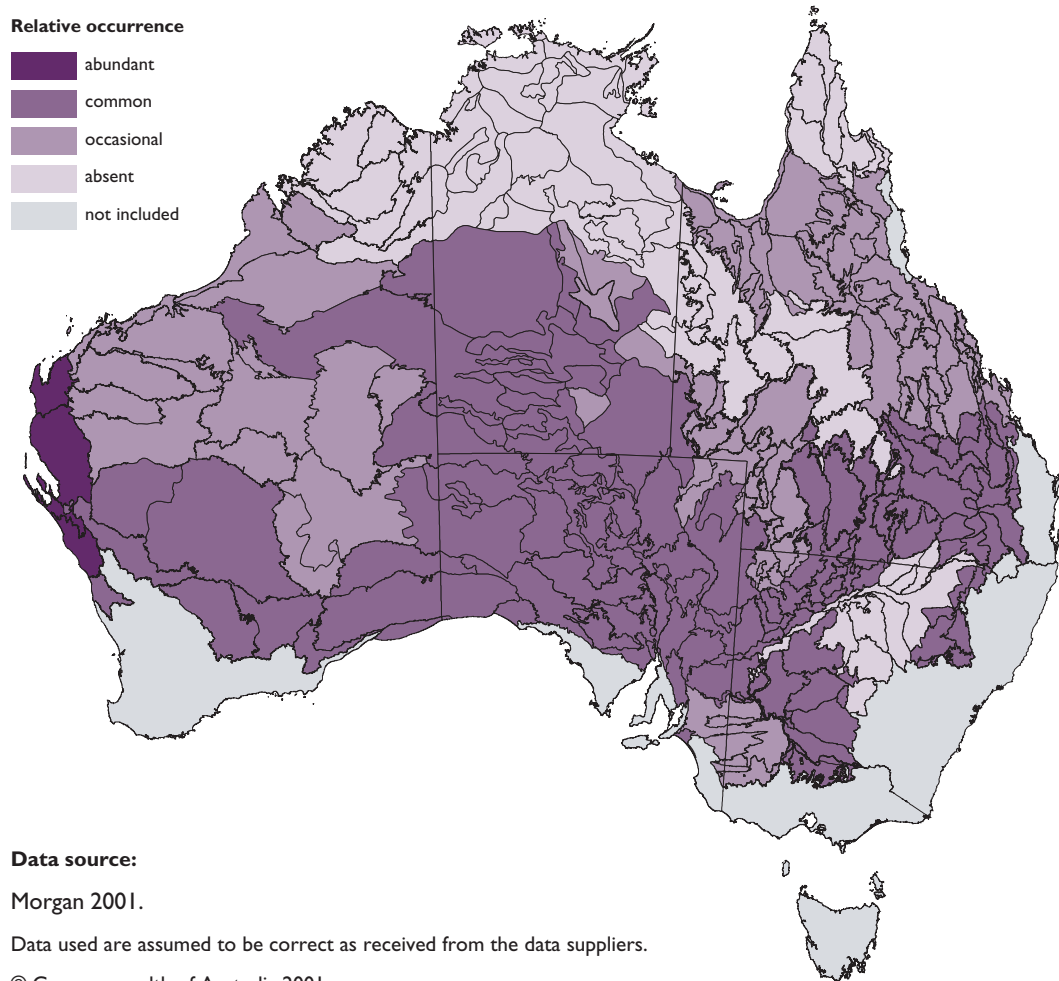 Relative occurrence
abundant
common
occasional
absent
not included
Data source:
Morgan 2001.
Data used are assumed to be correct as received from the data suppliers.